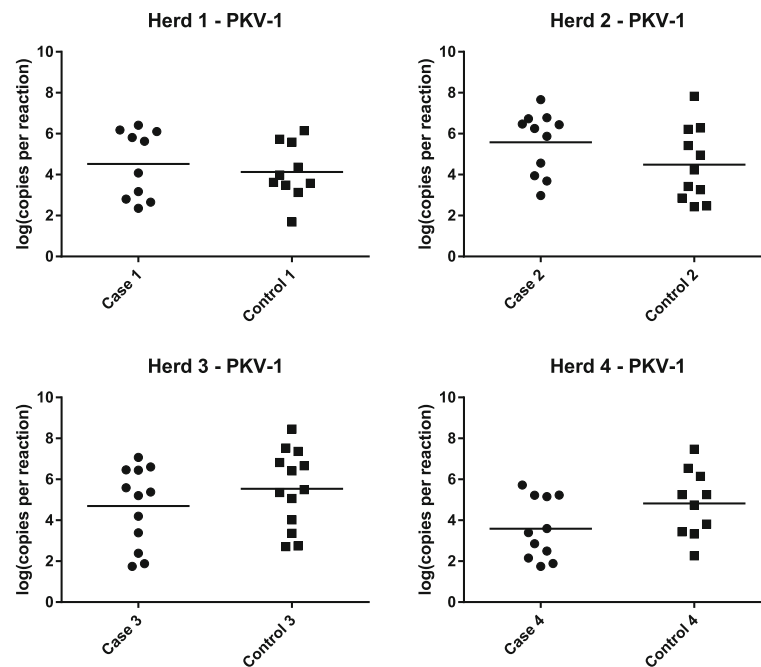 Herd 1 - PKV-1
log(copies per reaction)
10
8
6
4
2
0
Case 1
Control 1
Herd 2 - PKV-1
log(copies per reaction)
10
8
6
4
2
0
Case 2
Control 2
Herd 3 - PKV-1
log(copies per reaction)
10
8
6
4
2
0
Case 3
Control 3
Herd 4 - PKV-1
log(copies per reaction)
10
8
6
4
2
0
Case 4
Control 4